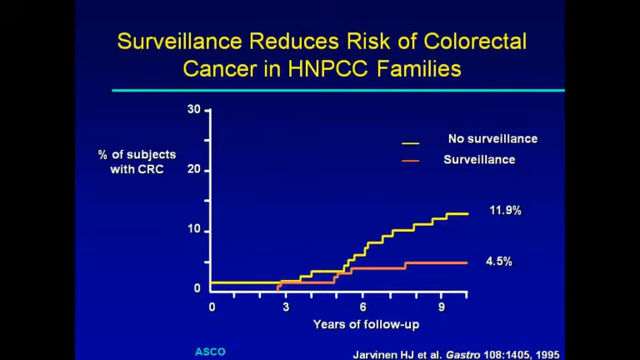 Surveillance Reduces Risk of Colorectal
Cancer in HNPCC Families
30
20
10
0
% of subjects
with CRC
No surveillance
Surveillance
11.9%
4.5%
0
3
6
9
Years of follow-up
ASCO
Jarvinen HJ et al. Gastro 108:1405, 1995